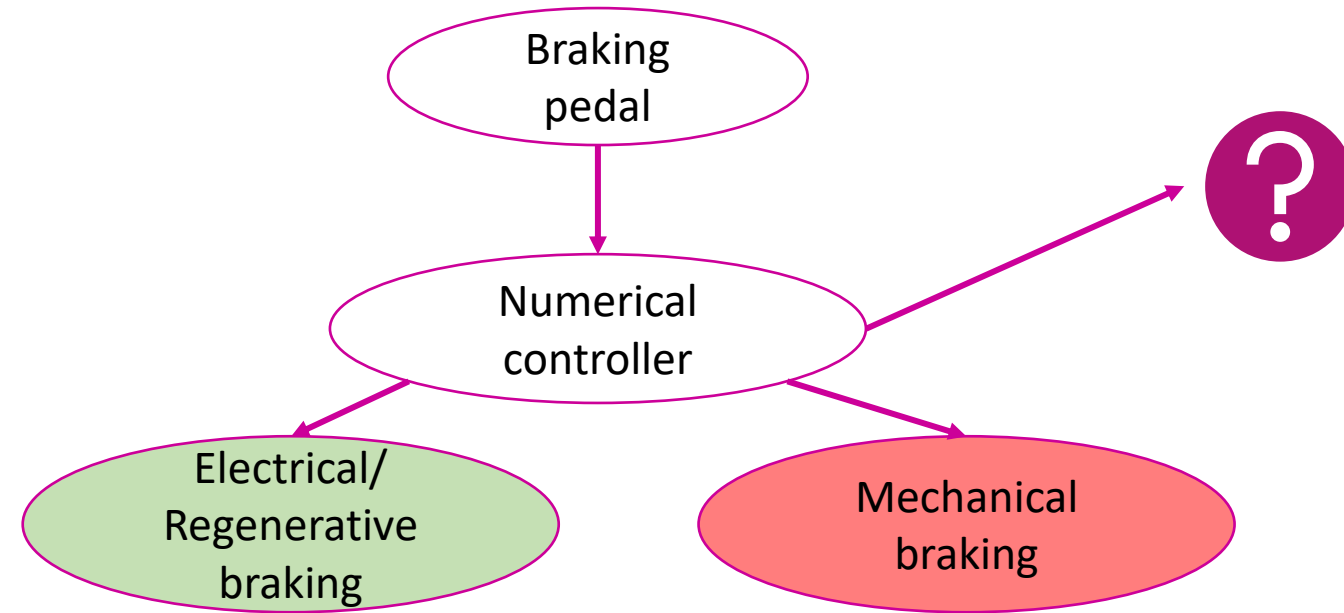 Braking
pedal
?
Numerical
controller
Electrical/
Regenerative
braking
Mechanical
braking